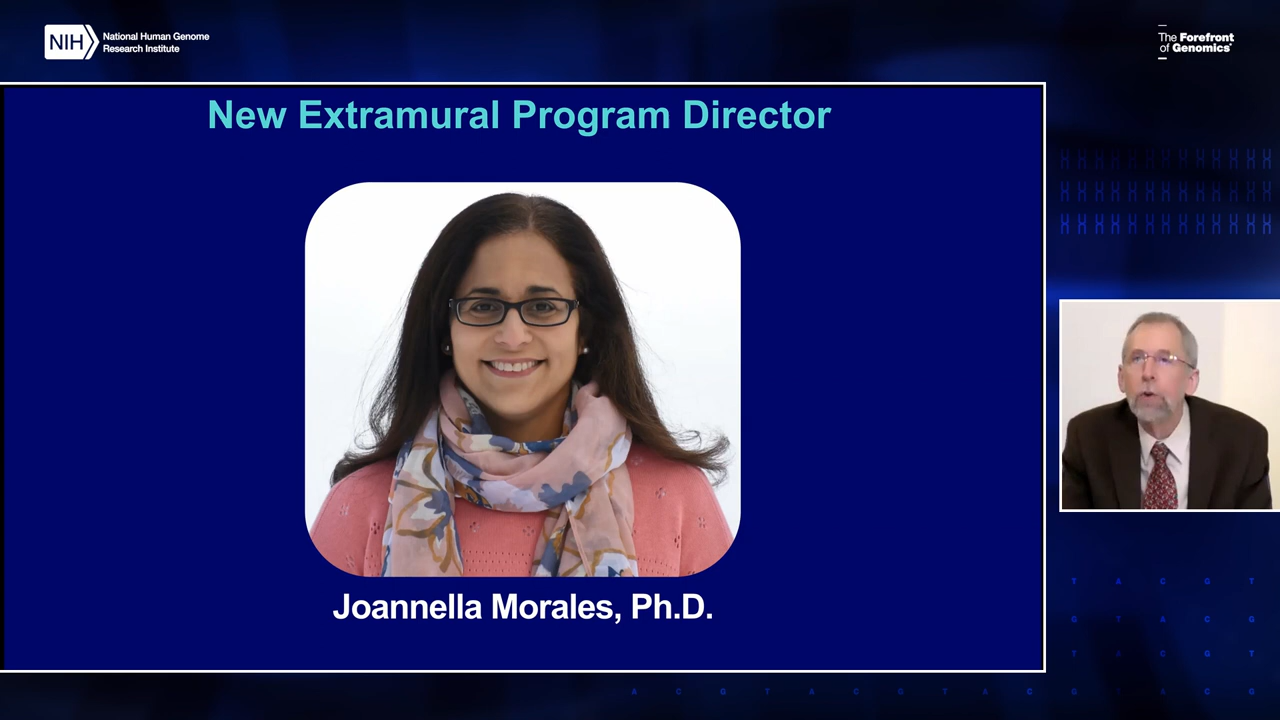 NIH
National Human Genome
Research Institute
The Forefront
of Genomics®
New Extramural Program Director
Joannella Morales, Ph.D.
T A C G T
G T A C G
T A C G T
A C G T A C G T A C G T A C G